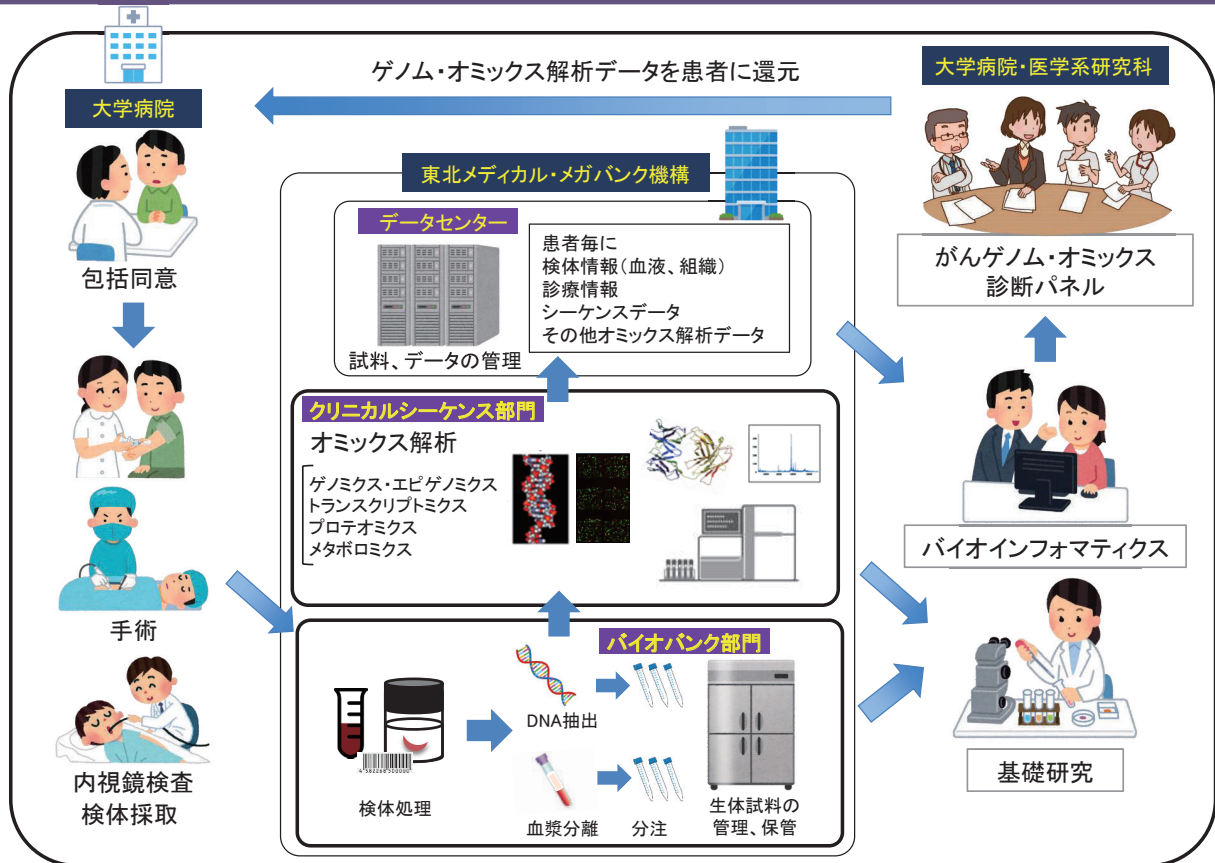 ゲノム・オミックス解析データを患者に還元
大学病院
包括同意
手術
内視鏡検査
検体採取
東北メディカル・メガバンク機構
データセンター
試料、データの管理
患者毎に
検体情報（血液、組織）
診療情報
シーケンスデータ
その他オミックス解析データ
クリニカルシーケンス部門
オミックス解析
ゲノミクス・エピゲノミクス
トランスクリプトミクス
プロテオミクス
メタボロミクス
バイオバンク部門
検体処理
DNA抽出
血漿分離
分注
生体試料の
管理、保管
大学病院・医学系研究科
がんゲノム・オミックス
診断パネル
バイオインフォマティクス
基礎研究